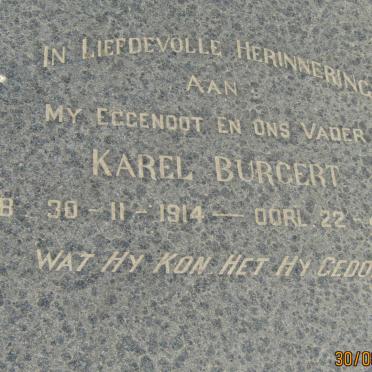 In Liefdevolle Herinnering
Aan
My Eggenoot en ons Vader
Karel Burgert
B. 30-11-1914 — Oorl. 22-
Wat Hy Kon Het Hy Gedo
30/0